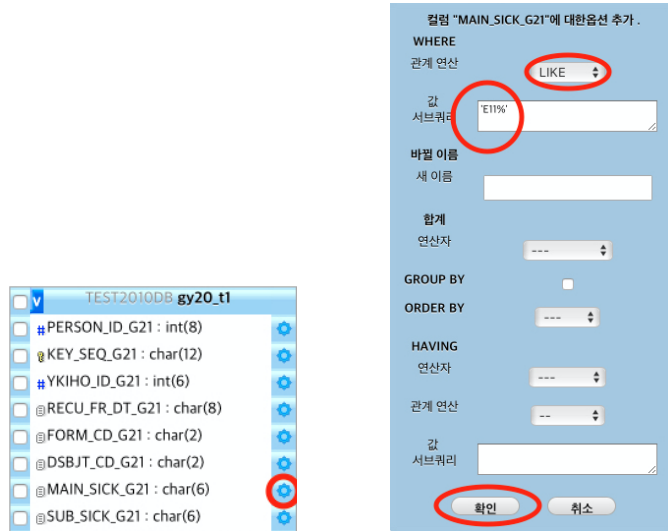 컬럼 "MAIN_SICK_G21"에 대한옵션 추가 .
WHERE
관계 연산
LIKE
값
서브쿼리
'E11%'
바뀔 이름
새 이름
합계
연산자
---
GROUP BY
ORDER BY
---
HAVING
연산자
---
관계 연산
--
값
서브쿼리
확인
취소
v TEST2010DB gy20_t1
#PERSON_ID_G21 : int(8)
KEY_SEQ_G21 : char(12)
#YKIHO_ID_G21 : int(6)
RECU_FR_DT_G21 : char(8)
FORM_CD_G21 : char(2)
DSBJT_CD_G21 : char(2)
MAIN_SICK_G21 : char(6)
SUB_SICK_G21 : char(6)